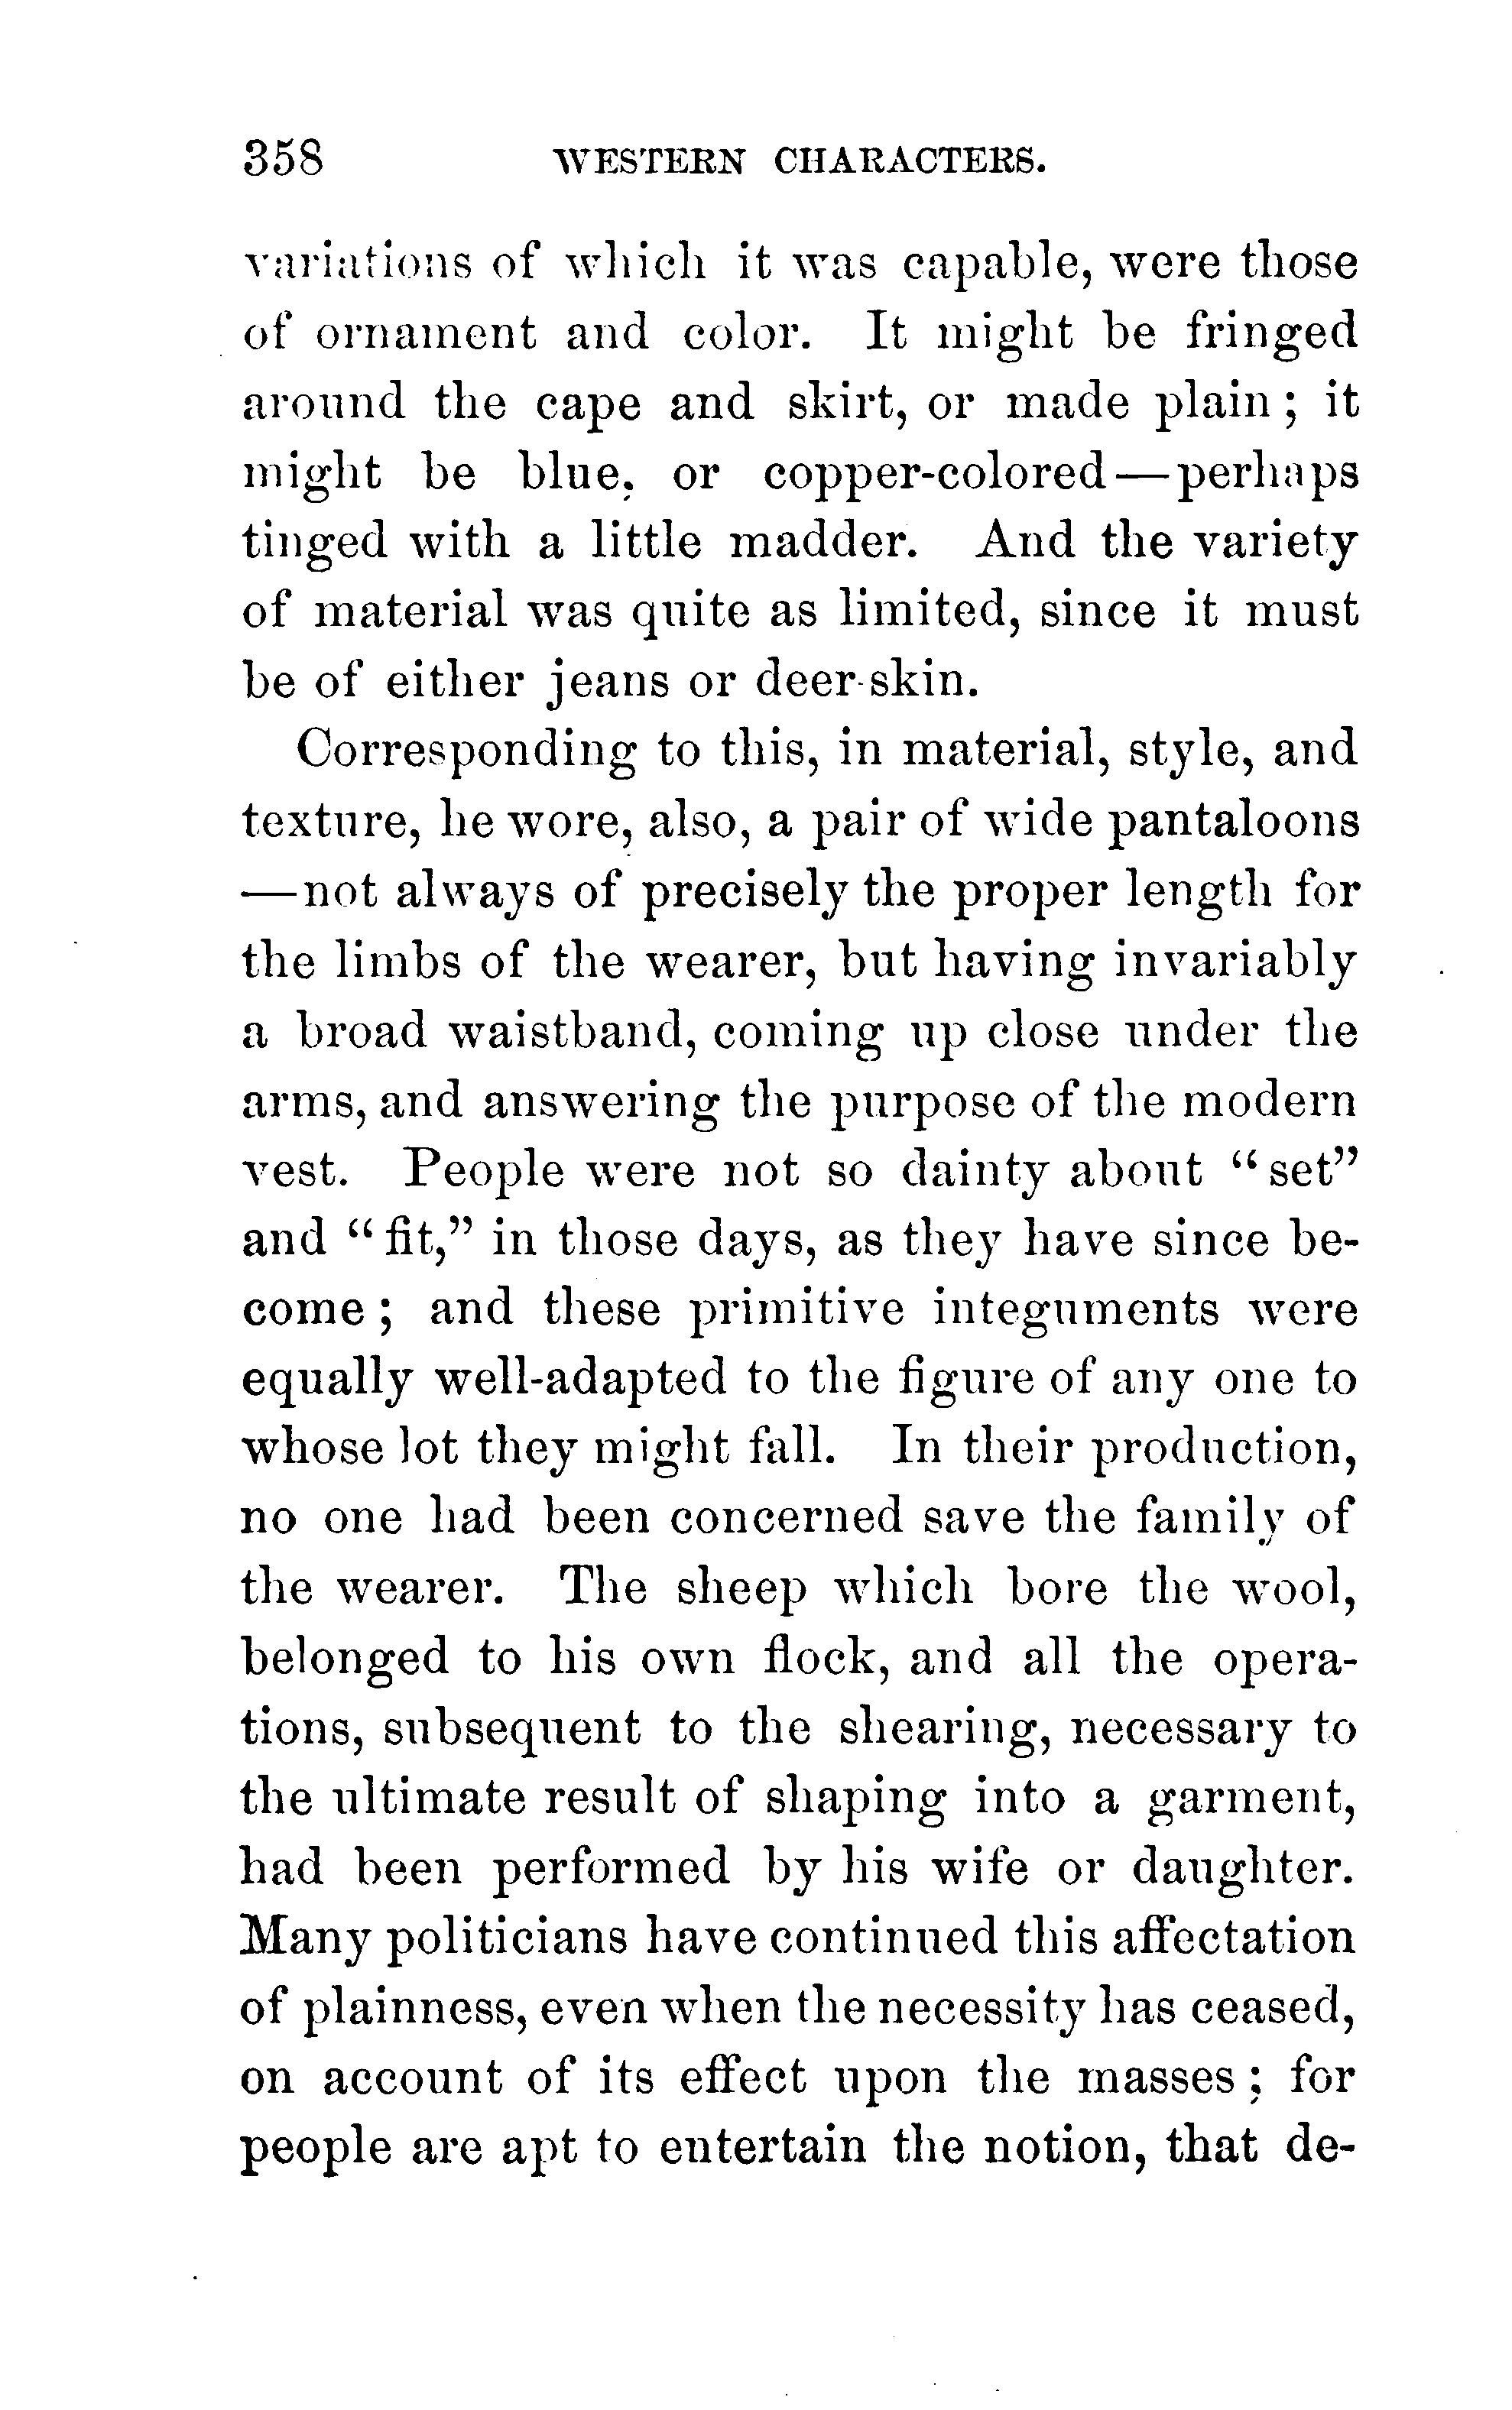 358 WESTERN CHARACTERS.
variations of which it was capable, were those
of ornament and color. It might be fringed
around the cape and skirt, or made plain; it
might be blue, or copper-colored—perhaps
tinged with a little madder. And the variety
of material was quite as limited, since it must
be of either jeans or deer-skin.
Corresponding to this, in material, style, and
texture, he wore, also, a pair of wide pantaloons
—not always of precisely the proper length for
the limbs of the wearer, but having invariably
a broad waistband, coming up close under the
arms, and answering the purpose of the modern
vest. People were not so dainty about “set”
and “fit,” in those days, as they have since be-
come; and these primitive integuments were
equally well-adapted to the figure of any one to
whose lot they might fall. In their production,
no one had been concerned save the family of
the wearer. The sheep which bore the wool,
belonged to his own flock, and all the opera-
tions, subsequent to the shearing, necessary to
the ultimate result of shaping into a garment,
had been performed by his wife or daughter.
Many politicians have continued this affectation
of plainness, even when the necessity has ceased,
on account of its effect upon the masses; for
people are apt to entertain the notion, that de-